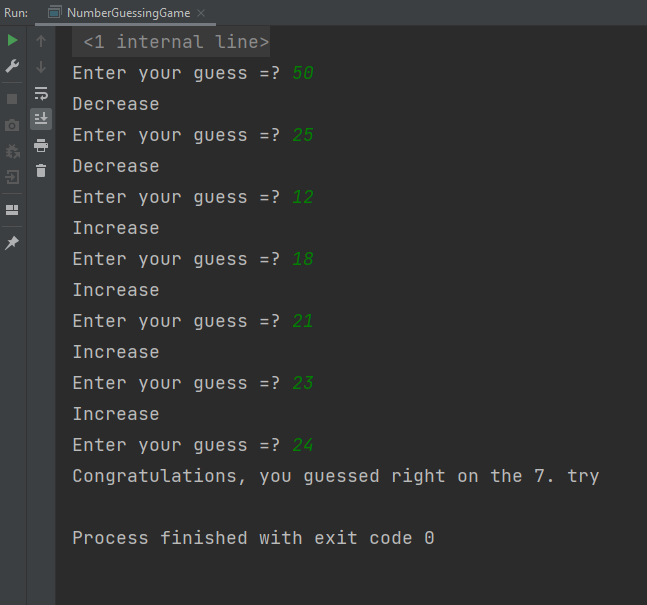 Run: NumberGuessingGame ×
<1 internal line>
Enter your guess =? 50
Decrease
Enter your guess =? 25
Decrease
Enter your guess =? 12
Increase
Enter your guess =? 18
Increase
Enter your guess =? 21
Increase
Enter your guess =? 23
Increase
Enter your guess =? 24
Congratulations, you guessed right on the 7. try
Process finished with exit code 0